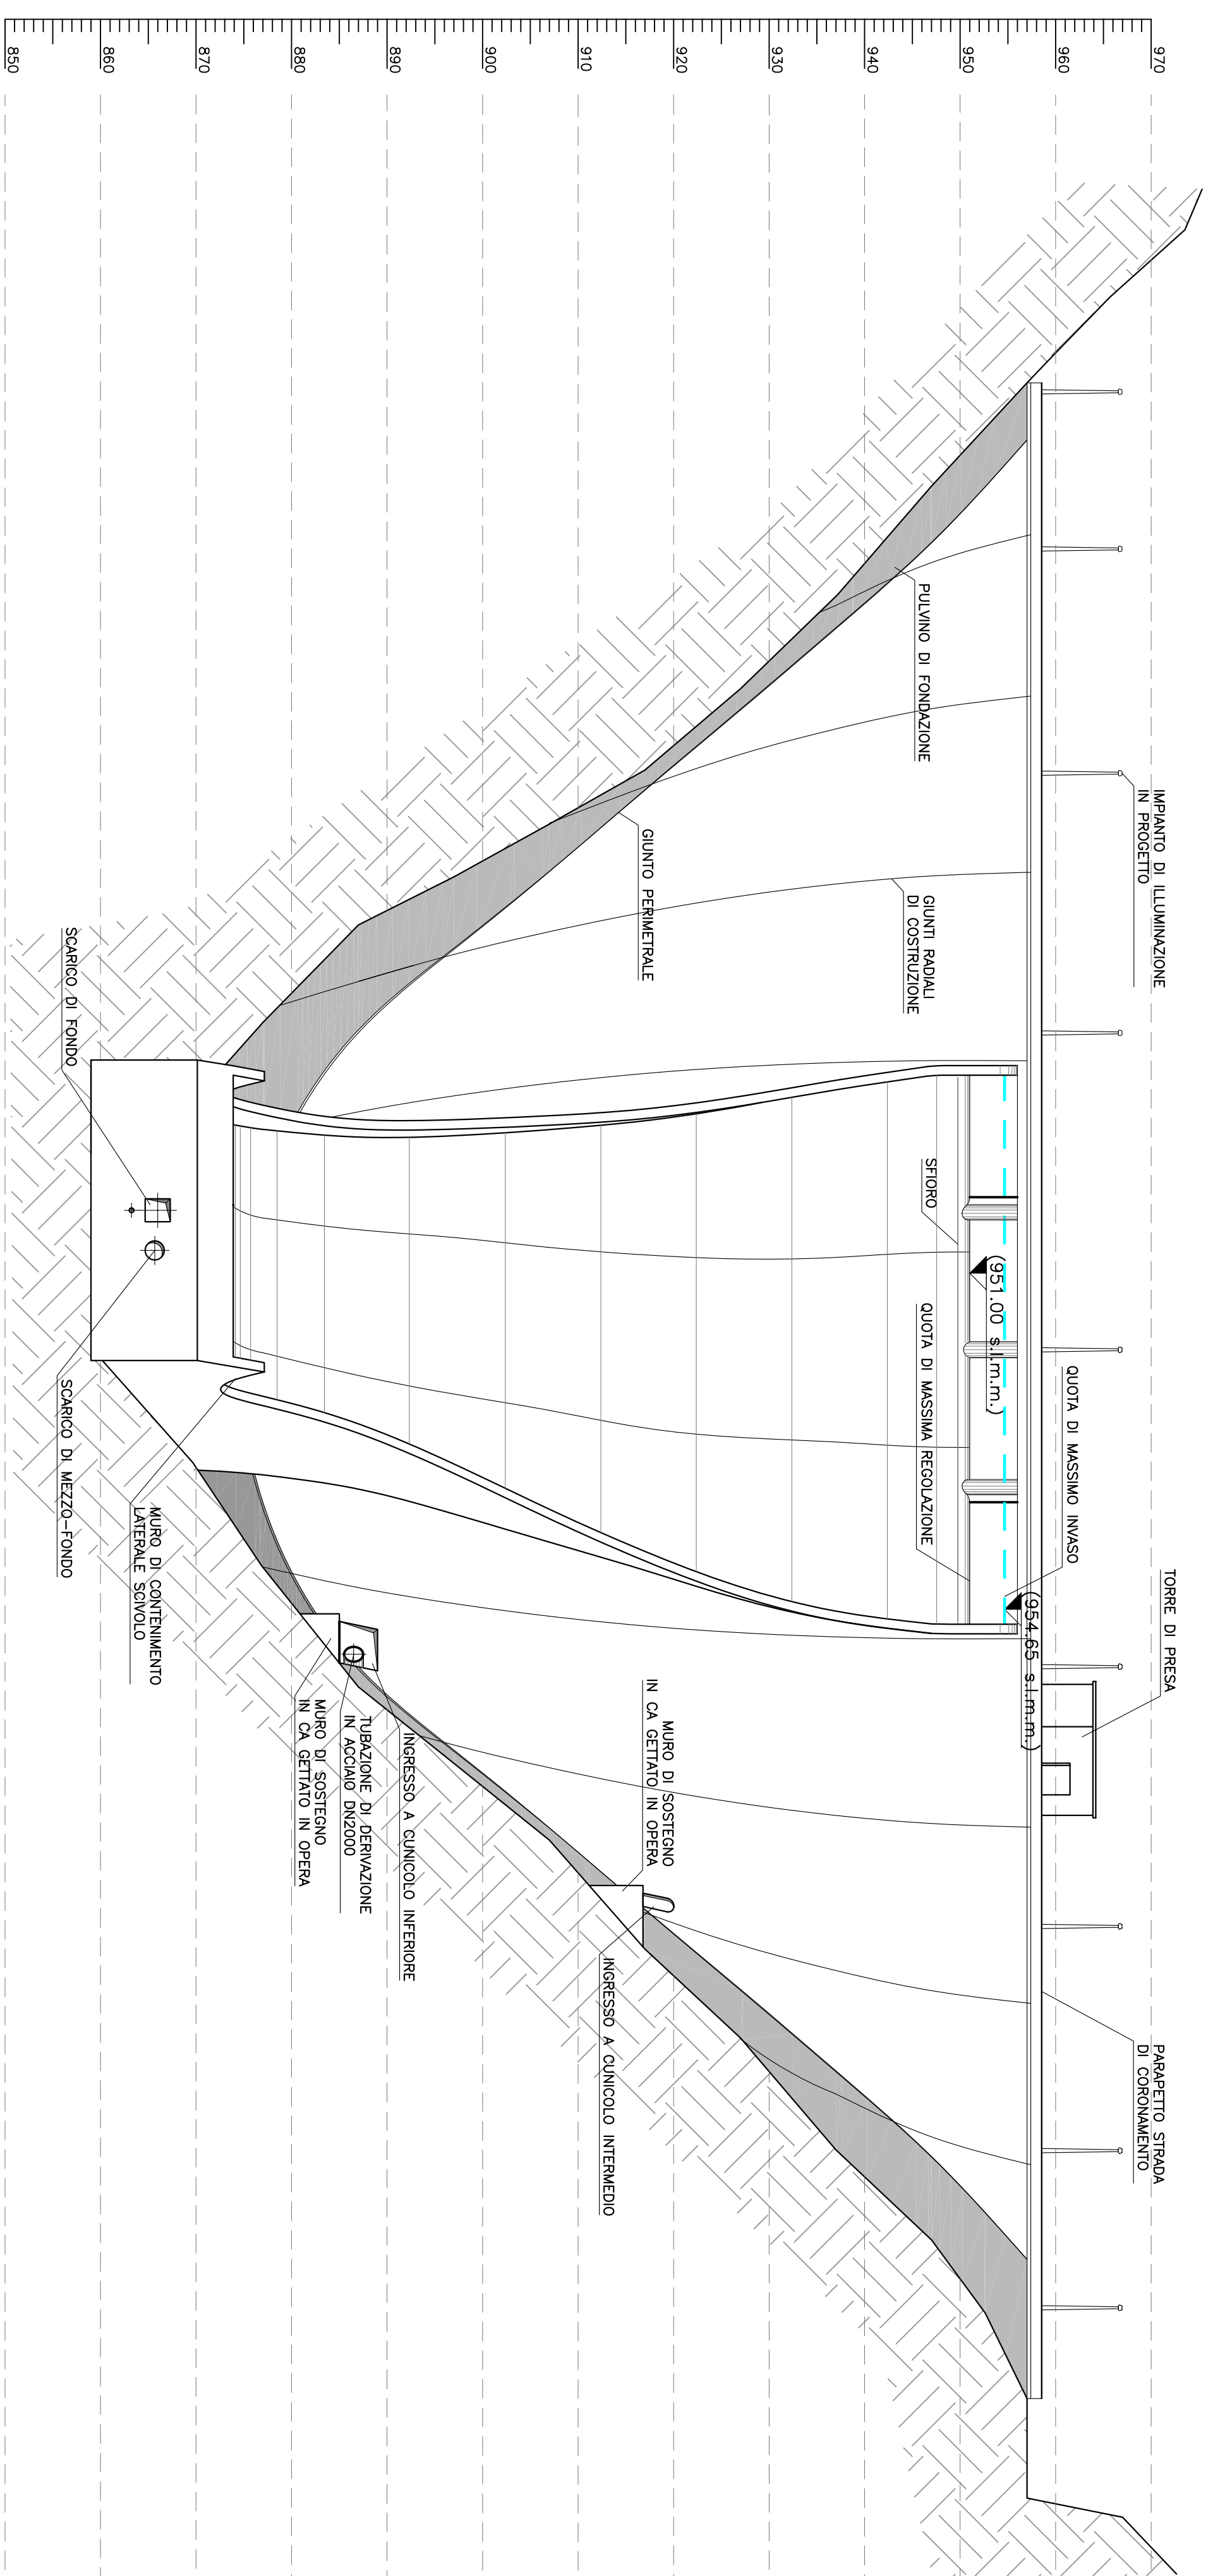 970
960
950
940
930
920
910
900
890
880
870
860
850
IMPIANTO DI ILLUMINAZIONE
IN PROGETTO
TORRE DI PRESA
PARAPETTO STRADA
DI CORONAMENTO
QUOTA DI MASSIMO INVASO
(954.65 s.l.m.m.)
(951.00 s.l.m.m.)
PULVINO DI FONDAZIONE
GIUNTI RADIALI
DI COSTRUZIONE
SFIORO
QUOTA DI MASSIMA REGOLAZIONE
GIUNTO PERIMETRALE
MURO DI SOSTEGNO
IN CA GETTATO IN OPERA
INGRESSO A CUNICOLO INTERMEDIO
INGRESSO A CUNICOLO INFERIORE
TUBAZIONE DI DERIVAZIONE
IN ACCIAIO DN2000
MURO DI SOSTEGNO
IN CA GETTATO IN OPERA
MURO DI CONTENIMENTO
LATERALE SCIVOLO
SCARICO DI FONDO
SCARICO DI MEZZO-FONDO